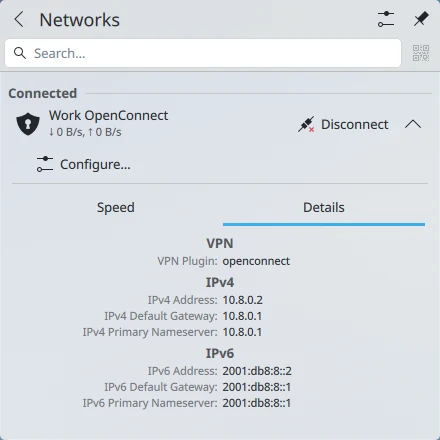 Networks
Search...
Connected
Work OpenConnect
↓ 0 B/s, ↑ 0 B/s
Disconnect
Configure...
Speed
Details
VPN
VPN Plugin: openconnect
IPv4
IPv4 Address: 10.8.0.2
IPv4 Default Gateway: 10.8.0.1
IPv4 Primary Nameserver: 10.8.0.1
IPv6
IPv6 Address: 2001:db8:8::2
IPv6 Default Gateway: 2001:db8:8::1
IPv6 Primary Nameserver: 2001:db8:8::1